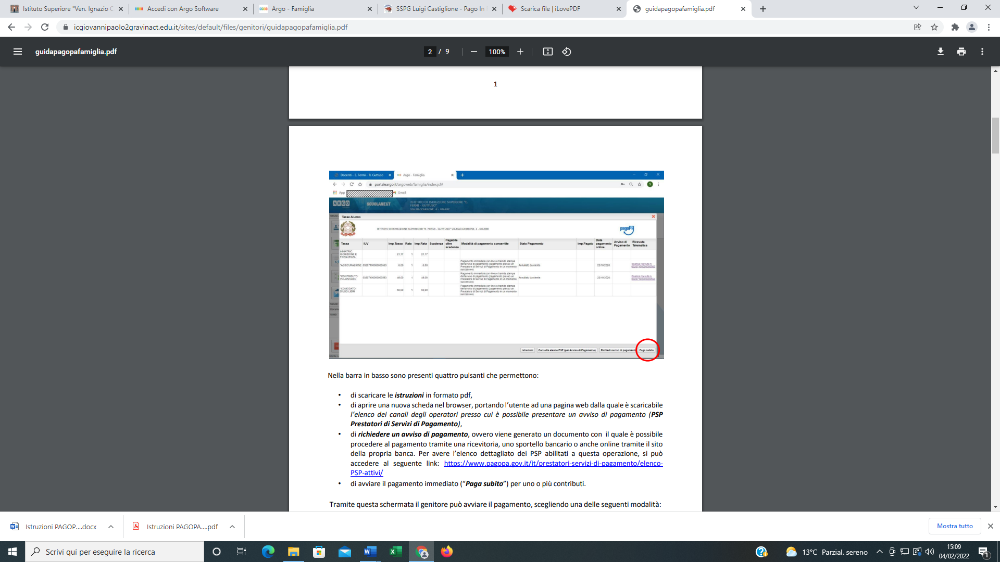 Istituto Superiore "Ven. Ignazio C
Accedi con Argo Software
Argo - Famiglia
SSPG Luigi Castiglione - Pago In
Scarica file | iLovePDF
guidapagopafamiglia.pdf
icgiovannipaolo2gravinact.edu.it/sites/default/files/genitori/guidapagopafamiglia.pdf
guidapagopafamiglia.pdf
2 / 9
100%
1
Docenti – E. Fermi – R. Guttuso
Argo - Famiglia
portaleargo.it/argoweb/famiglia/index.jsf#
App
Gmail
ARGO
SCUOLANEXT
ISTITUTO DI ISTRUZIONE SUPERIORE "E.
FERMI - GUTTUSO"
VIA MACCARRONE, 4 - GIARRE
Tasse Alunno
ISTITUTO DI ISTRUZIONE SUPERIORE "E. FERMI - GUTTUSO" VIA MACCARRONE, 4 - GIARRE
pagoPA
Tassa IUV Imp.Tassa Rata Imp.Rata Scadenza Pagabile oltre scadenza Modalità di pagamento consentite Stato Pagamento Imp.Pagato Data pagamento online Avviso di Pagamento Ricevuta Telematica
IMMATRIC. ISCRIZIONE E FREQUENZA 21.17 1 21.17
*ASSICURAZIONE 6,00 1 6,00 Pagamento immediato (on-line) o tramite stampa dell'avviso di pagamento (pagamento presso un Prestatore di Servizi di Pagamento in un momento successivo) Annullato da utente 22/10/2020
*CONTRIBUTO VOLONTARIO 48,00 1 48,00 Pagamento immediato (on-line) o tramite stampa dell'avviso di pagamento (pagamento presso un Prestatore di Servizi di Pagamento in un momento successivo) Annullato da utente 22/10/2020
*COMODATO D'USO LIBRI 50,00 1 50,00 Pagamento immediato (on-line) o tramite stampa dell'avviso di pagamento (pagamento presso un Prestatore di Servizi di Pagamento in un momento successivo)
Istruzioni
Consulta elenco PSP (per Avviso di Pagamento)
Richiedi avviso di pagamento
Paga subito
Nella barra in basso sono presenti quattro pulsanti che permettono:
• di scaricare le istruzioni in formato pdf,
• di aprire una nuova scheda nel browser, portando l’utente ad una pagina web dalla quale è scaricabile
l’elenco dei canali degli operatori presso cui è possibile presentare un avviso di pagamento (PSP
Prestatori di Servizi di Pagamento),
• di richiedere un avviso di pagamento, ovvero viene generato un documento con il quale è possibile
procedere al pagamento tramite una ricevitoria, uno sportello bancario o anche online tramite il sito
della propria banca. Per avere l’elenco dettagliato dei PSP abilitati a questa operazione, si può
accedere al seguente link: https://www.pagopa.gov.it/it/prestatori-servizi-di-pagamento/elenco-
PSP-attivi/
• di avviare il pagamento immediato (“Paga subito”) per uno o più contributi.
Tramite questa schermata il genitore può avviare il pagamento, scegliendo una delle seguenti modalità:
Istruzioni PAGOP....docx
Istruzioni PAGOPA....pdf
Mostra tutto
Scrivi qui per eseguire la ricerca
13°C Parzial. sereno
15:09
04/02/2022
1